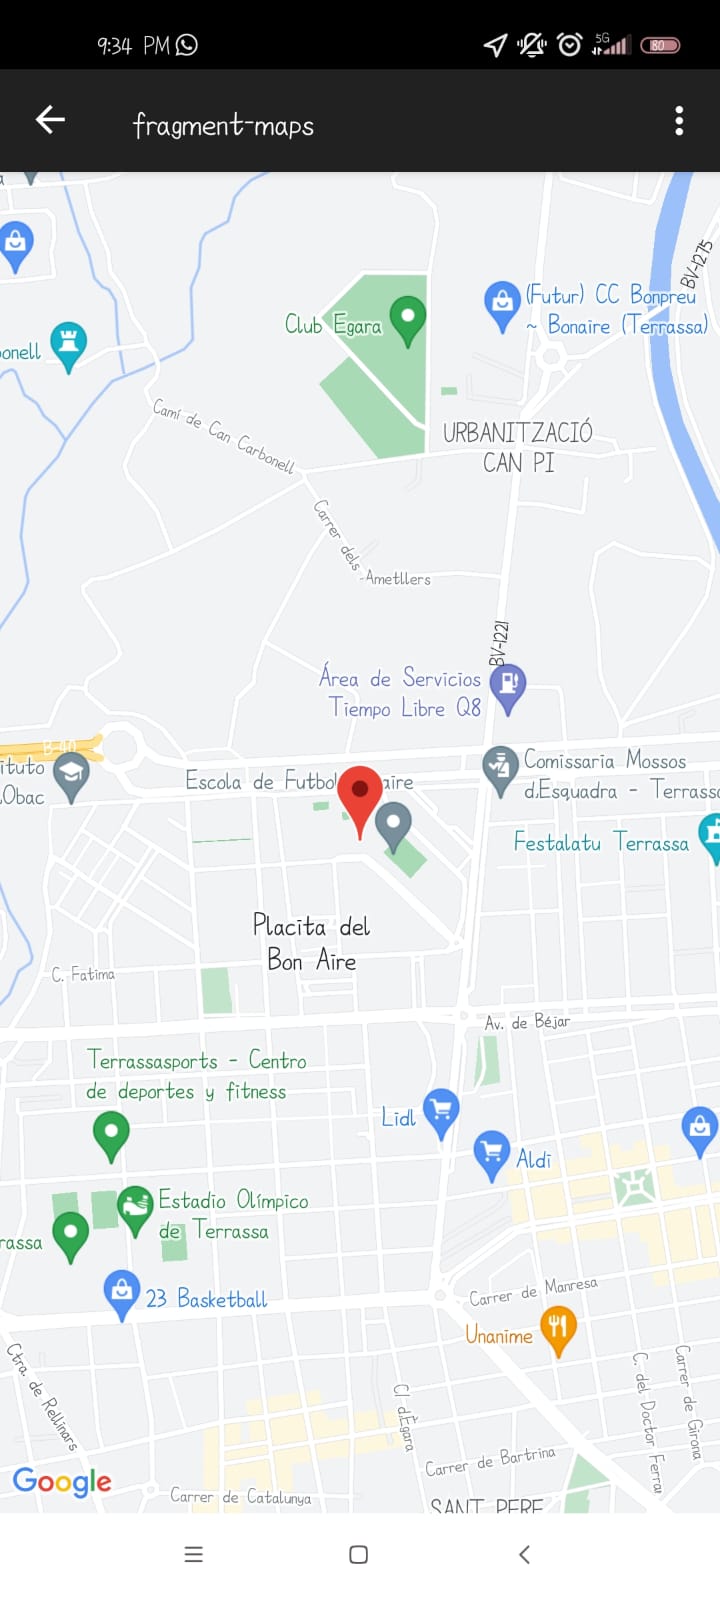 9:34 PM
5G
80
fragment-maps
BV-1275
(Futur) CC Bonpreu
~ Bonaire (Terrassa)
Club Egara
onell
Camí de Can Carbonell
URBANITZACIÓ
CAN PI
Carrer dels
Ametllers
BV-1221
Área de Servicios
Tiempo Libre Q8
B-40
ituto
Obac
Escola de Futbol
aire
Comissaria Mossos
d'Esquadra - Terrassa
Festalatu Terrassa
Placita del
Bon Aire
C. Fatima
Av. de Béjar
Terrassasports - Centro
de deportes y fitness
Lidl
Aldi
Estadio Olímpico
de Terrassa
rassa
23 Basketball
Carrer de Manresa
Unanime
Ctra. de Rellinars
C/ d'Ègara
C. del Doctor Ferran
Carrer de Girona
Carrer de Bartrina
Google
Carrer de Catalunya
SANT PERE